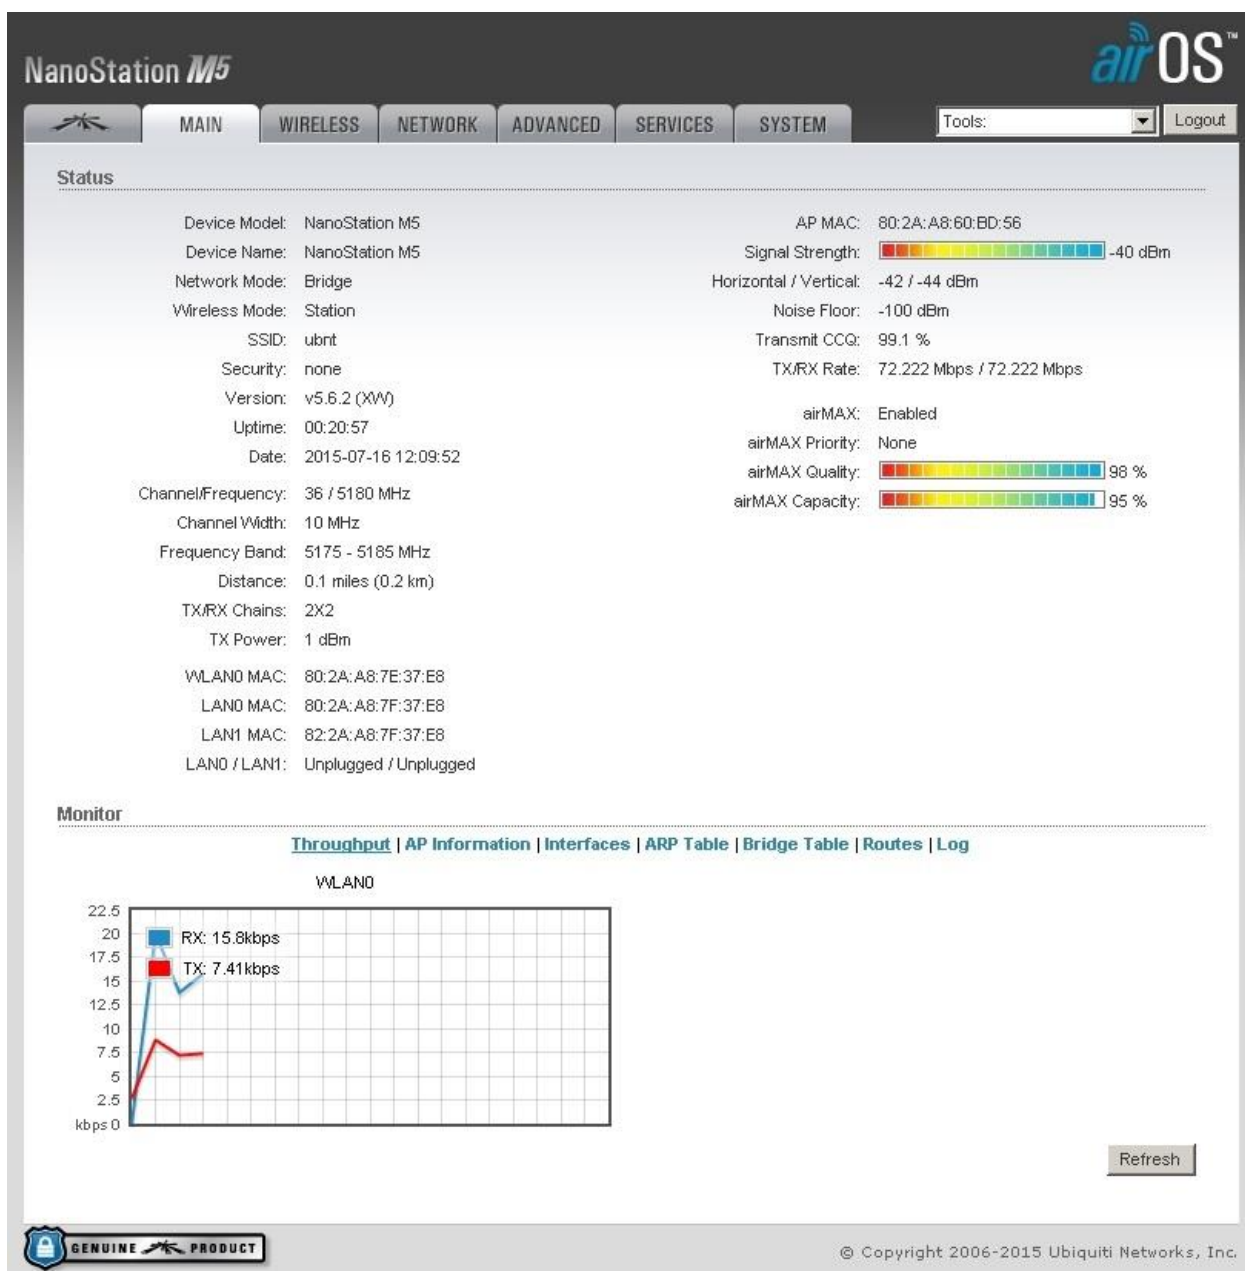 NanoStation M5
airOS™
MAIN WIRELESS NETWORK ADVANCED SERVICES SYSTEM Tools: Logout
Status
Device Model: NanoStation M5
Device Name: NanoStation M5
Network Mode: Bridge
Wireless Mode: Station
SSID: ubnt
Security: none
Version: v5.6.2 (XW)
Uptime: 00:20:57
Date: 2015-07-16 12:09:52
Channel/Frequency: 36 / 5180 MHz
Channel Width: 10 MHz
Frequency Band: 5175 - 5185 MHz
Distance: 0.1 miles (0.2 km)
TX/RX Chains: 2X2
TX Power: 1 dBm
WLAN0 MAC: 80:2A:A8:7E:37:E8
LAN0 MAC: 80:2A:A8:7F:37:E8
LAN1 MAC: 82:2A:A8:7F:37:E8
LAN0 / LAN1: Unplugged / Unplugged
AP MAC: 80:2A:A8:60:BD:56
Signal Strength: -40 dBm
Horizontal / Vertical: -42 / -44 dBm
Noise Floor: -100 dBm
Transmit CCQ: 99.1 %
TX/RX Rate: 72.222 Mbps / 72.222 Mbps
airMAX: Enabled
airMAX Priority: None
airMAX Quality: 98 %
airMAX Capacity: 95 %
Monitor
Throughput | AP Information | Interfaces | ARP Table | Bridge Table | Routes | Log
WLAN0
22.5
20
17.5
15
12.5
10
7.5
5
2.5
kbps 0
RX: 15.8kbps
TX: 7.41kbps
Refresh
GENUINE PRODUCT
© Copyright 2006-2015 Ubiquiti Networks, Inc.